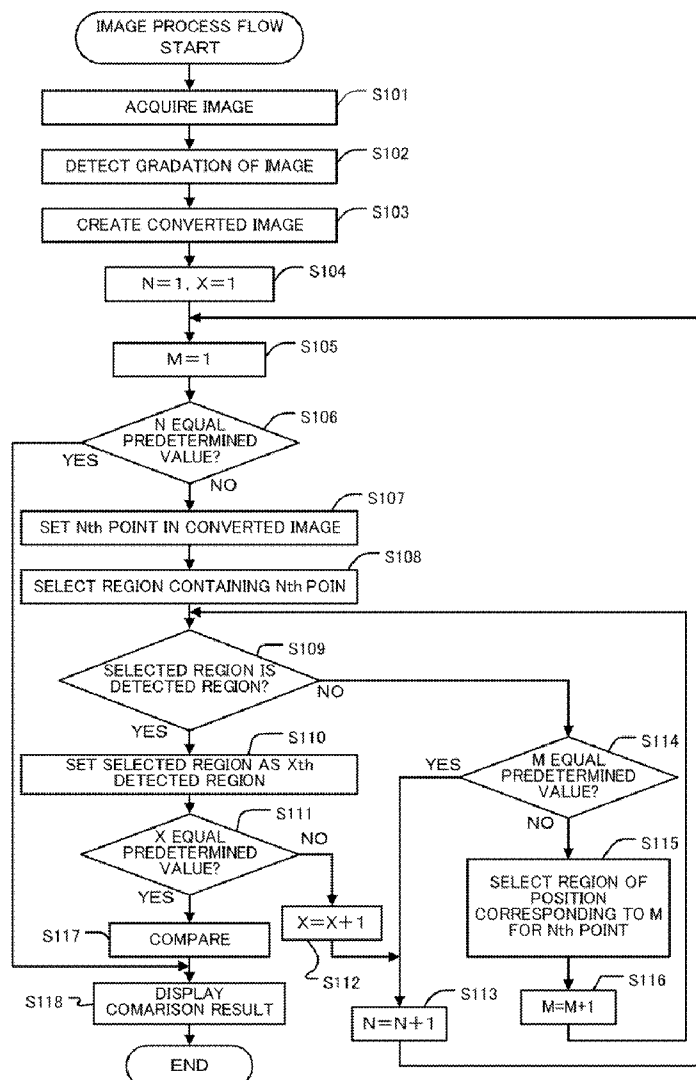 IMAGE PROCESS FLOW
START
ACQUIRE IMAGE
S101
DETECT GRADATION OF IMAGE
S102
CREATE CONVERTED IMAGE
S103
N=1, X=1
S104
M=1
S105
N EQUAL
PREDETERMINED
VALUE?
S106
YES
NO
SET Nth POINT IN CONVERTED IMAGE
S107
SELECT REGION CONTAINING Nth POIN
S108
SELECTED REGION IS
DETECTED REGION?
S109
NO
YES
SET SELECTED REGION AS Xth
DETECTED REGION
S110
X EQUAL
PREDETERMINED
VALUE?
S111
NO
YES
X=X+1
S112
N=N+1
S113
M EQUAL
PREDETERMINED
VALUE?
S114
YES
NO
SELECT REGION OF
POSITION
CORRESPONDING TO M
FOR Nth POINT
S115
M=M+1
S116
COMPARE
S117
DISPLAY
COMARISON RESULT
S118
END